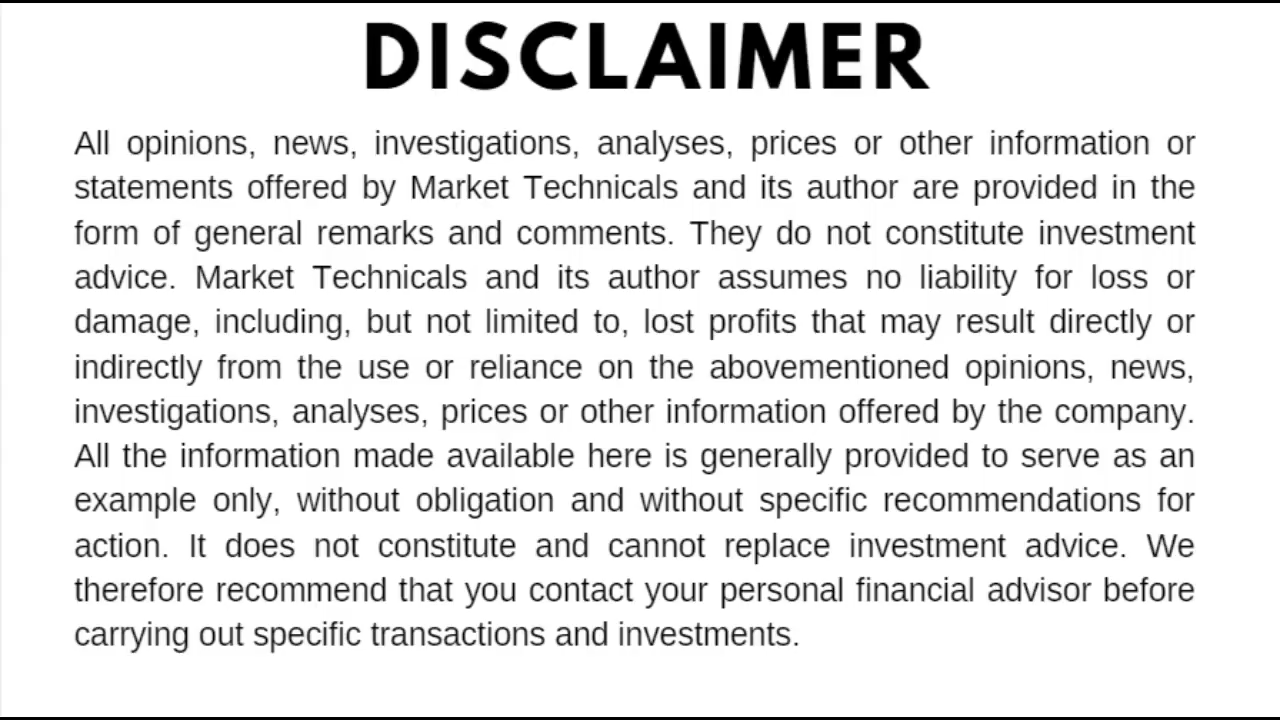 DISCLAIMER
All opinions, news, investigations, analyses, prices or other information or
statements offered by Market Technicals and its author are provided in the
form of general remarks and comments. They do not constitute investment
advice. Market Technicals and its author assumes no liability for loss or
damage, including, but not limited to, lost profits that may result directly or
indirectly from the use or reliance on the abovementioned opinions, news,
investigations, analyses, prices or other information offered by the company.
All the information made available here is generally provided to serve as an
example only, without obligation and without specific recommendations for
action. It does not constitute and cannot replace investment advice. We
therefore recommend that you contact your personal financial advisor before
carrying out specific transactions and investments.